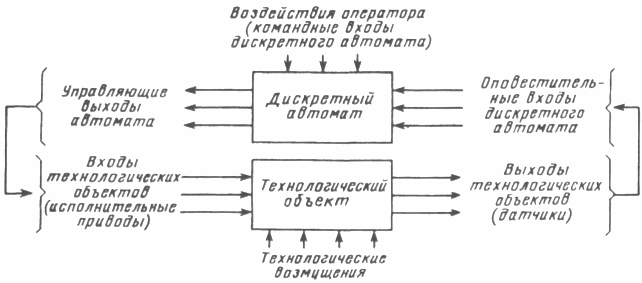 Воздействия оператора
(командные входы
дискретного автомата)
Управляющие
выходы
автомата
Дискретный
автомат
Оповеститель-
ные входы
дискретного
автомата
Входы
технологических
объектов
(исполнительные
приводы)
Технологический
объект
Выходы
технологических
объектов
(датчики)
Технологические
возмущения